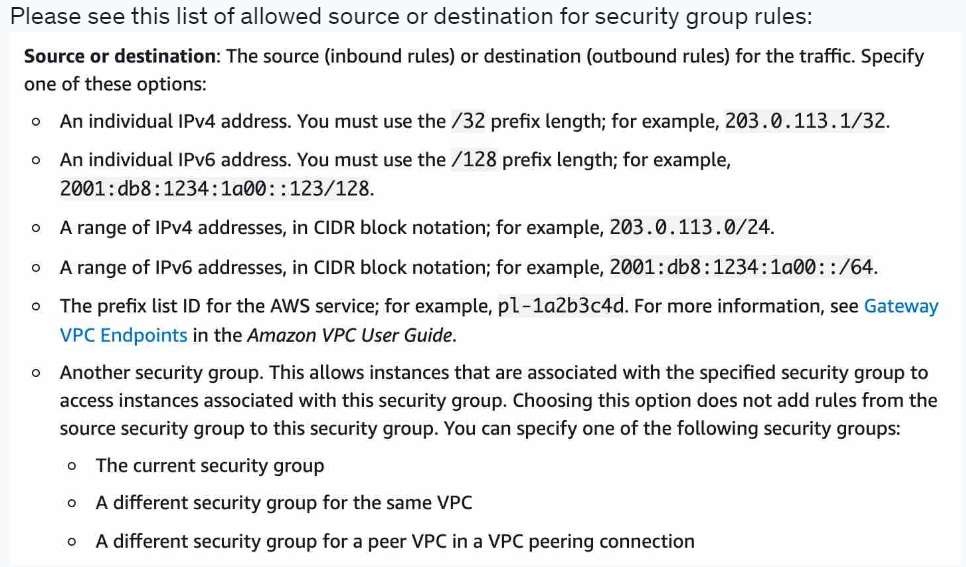 Please see this list of allowed source or destination for security group rules:
Source or destination: The source (inbound rules) or destination (outbound rules) for the traffic. Specify
one of these options:
An individual IPv4 address. You must use the /32 prefix length; for example, 203.0.113.1/32.
An individual IPv6 address. You must use the /128 prefix length; for example,
2001:db8:1234:1a00::123/128.
A range of IPv4 addresses, in CIDR block notation; for example, 203.0.113.0/24.
A range of IPv6 addresses, in CIDR block notation; for example, 2001:db8:1234:1a00::/64.
The prefix list ID for the AWS service; for example, pl-1a2b3c4d. For more information, see Gateway
VPC Endpoints in the Amazon VPC User Guide.
Another security group. This allows instances that are associated with the specified security group to
access instances associated with this security group. Choosing this option does not add rules from the
source security group to this security group. You can specify one of the following security groups:
The current security group
A different security group for the same VPC
A different security group for a peer VPC in a VPC peering connection